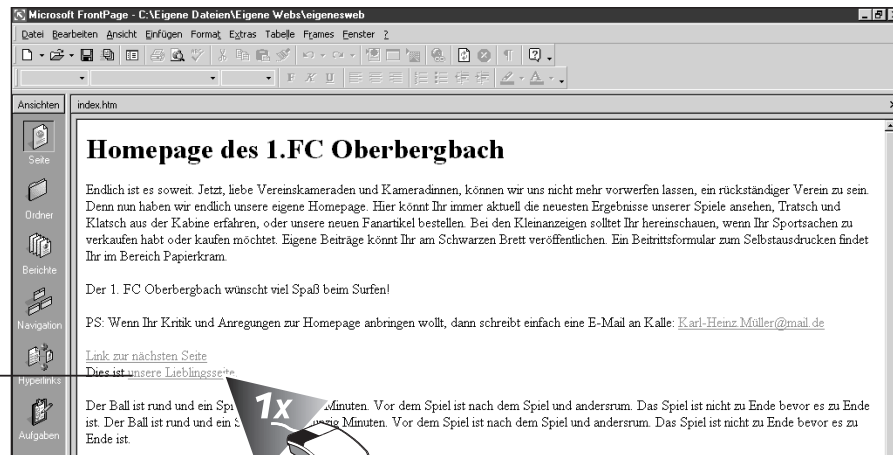 Microsoft FrontPage - C:\Eigene Dateien\Eigene Webs\eigenesweb
Datei Bearbeiten Ansicht Einfügen Format Extras Tabelle Frames Fenster ?
F K U
A
Ansichten
index.htm
Seite
Ordner
Berichte
Navigation
Hyperlinks
Aufgaben
Homepage des 1.FC Oberbergbach
Endlich ist es soweit. Jetzt, liebe Vereinskameraden und Kameradinnen, können wir uns nicht mehr vorwerfen lassen, ein rückständiger Verein zu sein.
Denn nun haben wir endlich unsere eigene Homepage. Hier könnt Ihr immer aktuell die neuesten Ergebnisse unserer Spiele ansehen, Tratsch und
Klatsch aus der Kabine erfahren, oder unsere neuen Fanartikel bestellen. Bei den Kleinanzeigen solltet Ihr hereinschauen, wenn Ihr Sportsachen zu
verkaufen habt oder kaufen möchtet. Eigene Beiträge könnt Ihr am Schwarzen Brett veröffentlichen. Ein Beitrittsformular zum Selbstausdrucken findet
Ihr im Bereich Papierkram.
Der 1. FC Oberbergbach wünscht viel Spaß beim Surfen!
PS: Wenn Ihr Kritik und Anregungen zur Homepage anbringen wollt, dann schreibt einfach eine E-Mail an Kalle: Karl-Heinz.Müller@mail.de
Link zur nächsten Seite
Dies ist unsere Lieblingsseite
1x
Der Ball ist rund und ein Minuten. Vor dem Spiel ist nach dem Spiel und andersrum. Das Spiel ist nicht zu Ende bevor es zu Ende
ist. Der Ball ist rund und ein Minuten. Vor dem Spiel ist nach dem Spiel und andersrum. Das Spiel ist nicht zu Ende bevor es zu
Ende ist.